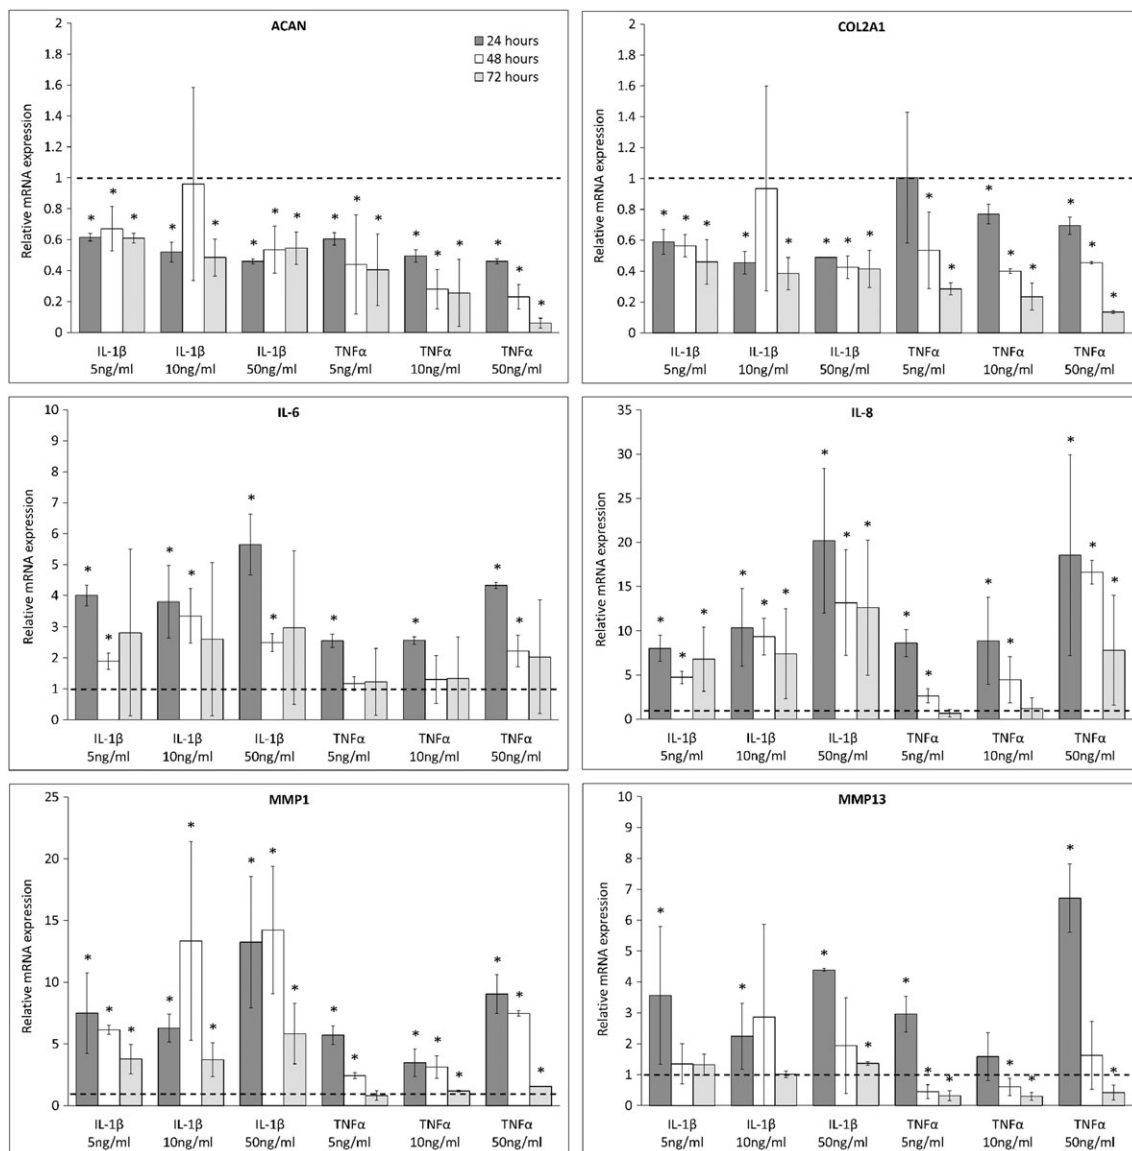 ACAN
24 hours
48 hours
72 hours
Relative mRNA expression
2
1.8
1.6
1.4
1.2
1
0.8
0.6
0.4
0.2
0
* * * * * * * * * * * * * * * * *
IL-1β IL-1β IL-1β TNFα TNFα TNFα
5ng/ml 10ng/ml 50ng/ml 5ng/ml 10ng/ml 50ng/ml
COL2A1
Relative mRNA expression
2
1.8
1.6
1.4
1.2
1
0.8
0.6
0.4
0.2
0
* * * * * * * * * * * * * * * *
IL-1β IL-1β IL-1β TNFα TNFα TNFα
5ng/ml 10ng/ml 50ng/ml 5ng/ml 10ng/ml 50ng/ml
IL-6
Relative mRNA expression
10
9
8
7
6
5
4
3
2
1
0
* * * * * * * * * *
IL-1β IL-1β IL-1β TNFα TNFα TNFα
5ng/ml 10ng/ml 50ng/ml 5ng/ml 10ng/ml 50ng/ml
IL-8
Relative mRNA expression
35
30
25
20
15
10
5
0
* * * * * * * * * * * * * * *
IL-1β IL-1β IL-1β TNFα TNFα TNFα
5ng/ml 10ng/ml 50ng/ml 5ng/ml 10ng/ml 50ng/ml
MMP1
Relative mRNA expression
25
20
15
10
5
0
* * * * * * * * * * * * * * * * *
IL-1β IL-1β IL-1β TNFα TNFα TNFα
5ng/ml 10ng/ml 50ng/ml 5ng/ml 10ng/ml 50ng/ml
MMP13
Relative mRNA expression
10
9
8
7
6
5
4
3
2
1
0
* * * * * * * * * * *
IL-1β IL-1β IL-1β TNFα TNFα TNFα
5ng/ml 10ng/ml 50ng/ml 5ng/ml 10ng/ml 50ng/ml